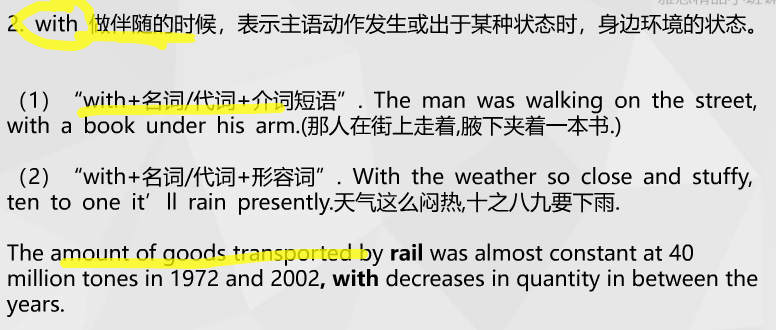 2. with 做伴随的时候，表示主语动作发生或出于某种状态时，身边环境的状态。
（1）“with+名词/代词+介词短语”. The man was walking on the street,
with a book under his arm.(那人在街上走着,腋下夹着一本书.)
（2）“with+名词/代词+形容词”. With the weather so close and stuffy,
ten to one it’ll rain presently.天气这么闷热,十之八九要下雨.
The amount of goods transported by rail was almost constant at 40
million tones in 1972 and 2002, with decreases in quantity in between the
years.